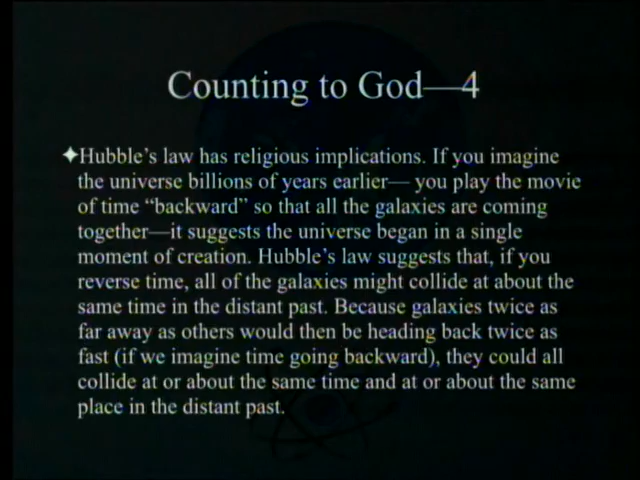 Counting to God—4
✦Hubble's law has religious implications. If you imagine
the universe billions of years earlier— you play the movie
of time “backward” so that all the galaxies are coming
together—it suggests the universe began in a single
moment of creation. Hubble's law suggests that, if you
reverse time, all of the galaxies might collide at about the
same time in the distant past. Because galaxies twice as
far away as others would then be heading back twice as
fast (if we imagine time going backward), they could all
collide at or about the same time and at or about the same
place in the distant past.